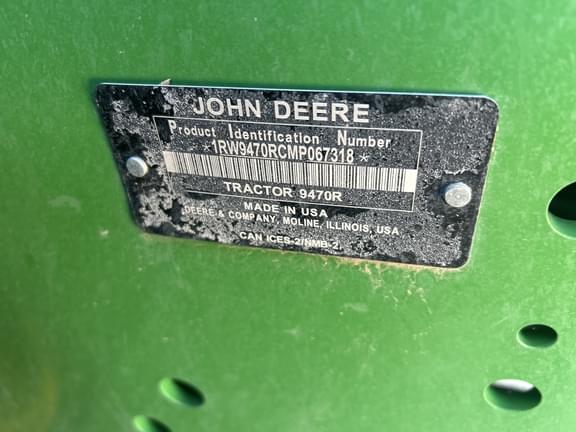 JOHN DEERE
Product Identification Number
*1RW9470RCMP067318*
TRACTOR 9470R
MADE IN USA
DEERE & COMPANY, MOLINE, ILLINOIS, USA
CAN ICES-2/NMB-2